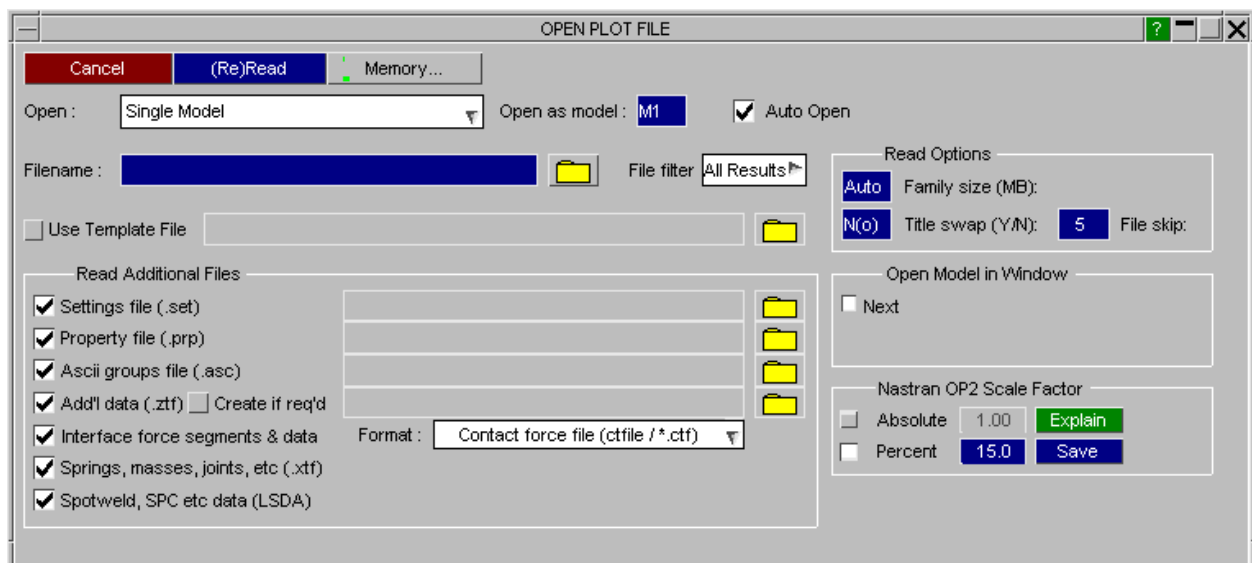 OPEN PLOT FILE
?
Cancel (Re)Read Memory...
Open : Single Model Open as model : M1 Auto Open
Filename : File filter All Results
Use Template File
Read Additional Files
Settings file (.set)
Property file (.prp)
Ascii groups file (.asc)
Add'l data (.ztf) Create if req'd
Interface force segments & data Format : Contact force file (ctfile / *.ctf)
Springs, masses, joints, etc (.xtf)
Spotweld, SPC etc data (LSDA)
Read Options
Auto Family size (MB):
N(o) Title swap (Y/N): 5 File skip:
Open Model in Window
Next
Nastran OP2 Scale Factor
Absolute 1.00 Explain
Percent 15.0 Save